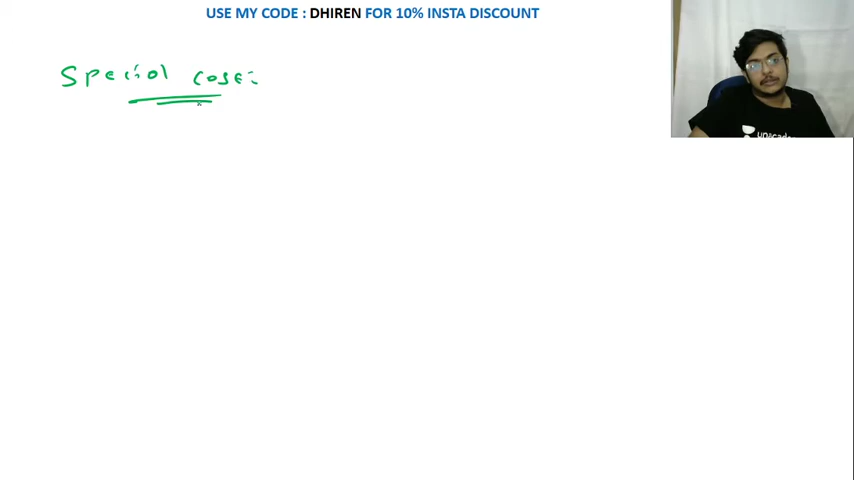 USE MY CODE : DHIREN FOR 10% INSTA DISCOUNT
Special case: